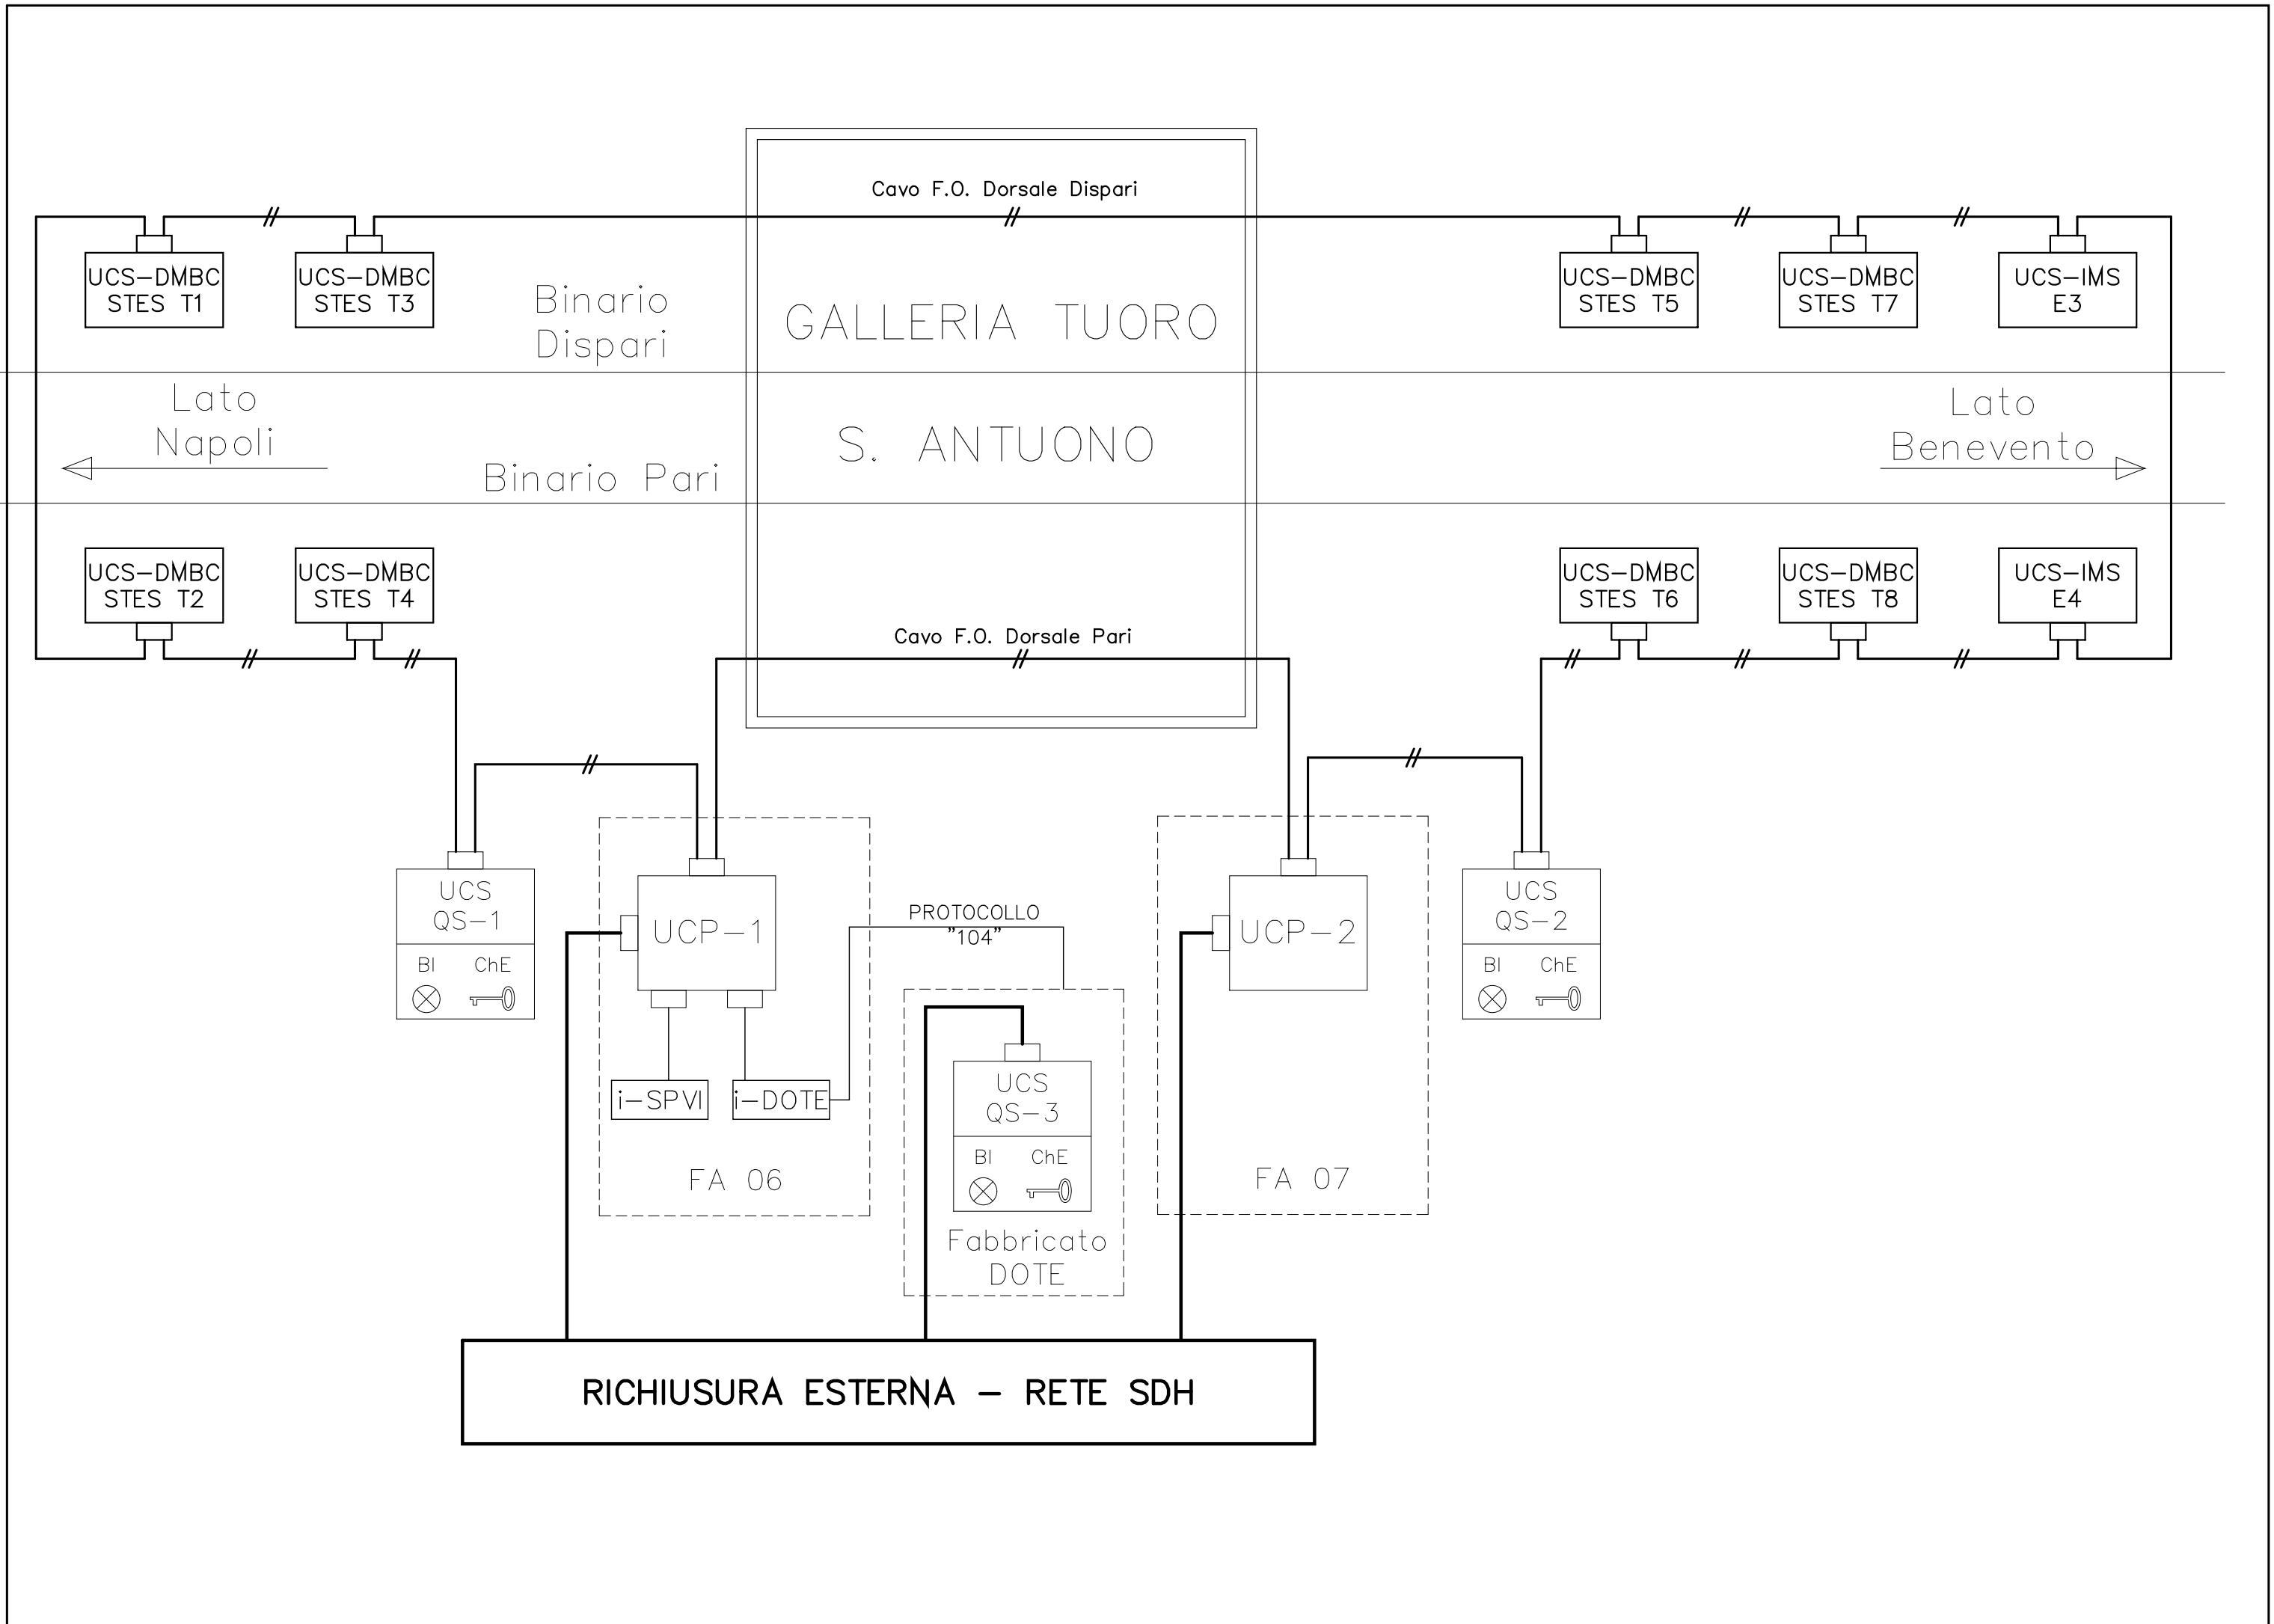 Cavo F.O. Dorsale Dispari
UCS-DMBC
STES T1
UCS-DMBC
STES T3
Binario
Dispari
GALLERIA TUORO
UCS-DMBC
STES T5
UCS-DMBC
STES T7
UCS-IMS
E3
Lato
Napoli
Binario Pari
S. ANTUONO
Lato
Benevento
UCS-DMBC
STES T2
UCS-DMBC
STES T4
Cavo F.O. Dorsale Pari
UCS-DMBC
STES T6
UCS-DMBC
STES T8
UCS-IMS
E4
UCS
QS-1
BI ChE
UCP-1
PROTOCOLLO
"104"
UCP-2
UCS
QS-2
BI ChE
i-SPVI
i-DOTE
FA 06
UCS
QS-3
BI ChE
Fabbricato
DOTE
FA 07
RICHIUSURA ESTERNA - RETE SDH